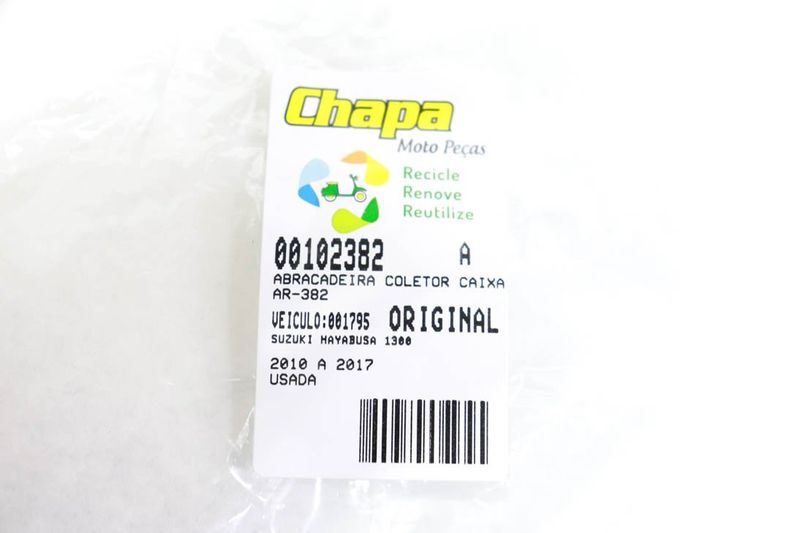 Chapa
Moto Peças
Recicle
Renove
Reutilize
00102382 A
ABRACADEIRA COLETOR CAIXA
AR-382
VEICULO:001795 ORIGINAL
SUZUKI HAYABUSA 1300
2010 A 2017
USADA